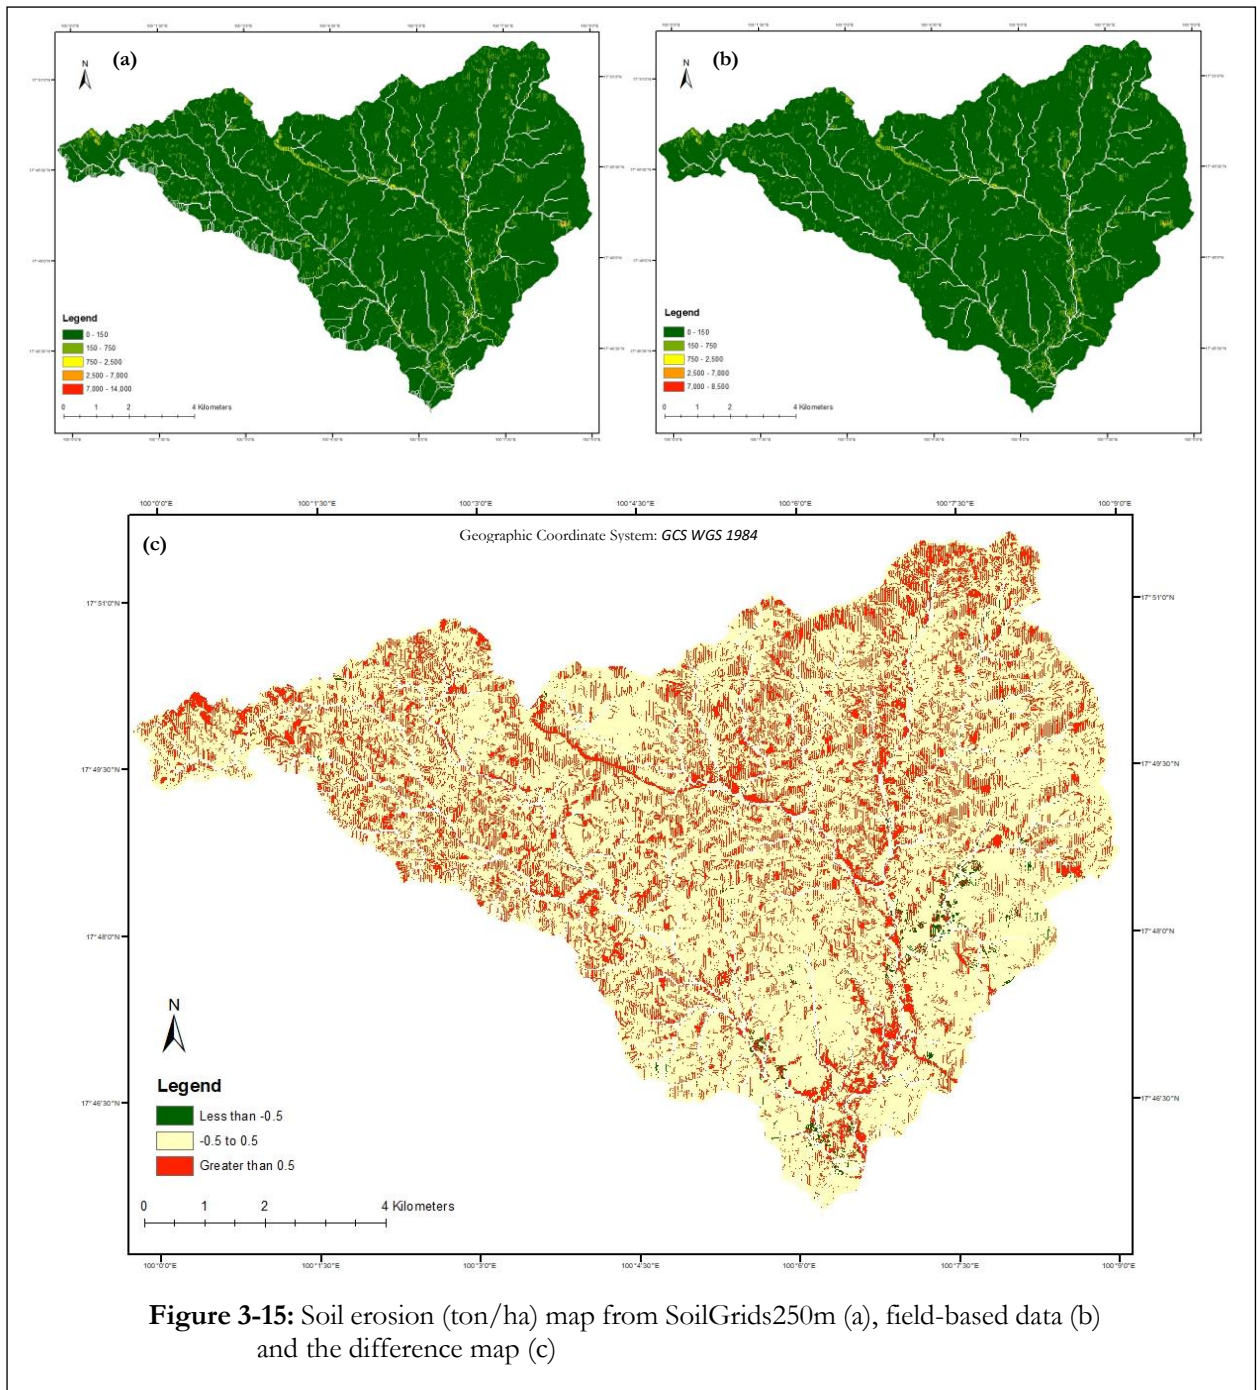 (a)
N
Legend
0 - 150
150 - 750
750 - 2,500
2,500 - 7,000
7,000 - 14,000
0 1 2 4 Kilometers
(b)
N
Legend
0 - 150
150 - 750
750 - 2,500
2,500 - 7,000
7,000 - 8,500
0 1 2 4 Kilometers
100°0'0"E 100°1'30"E 100°3'0"E 100°4'30"E 100°6'0"E 100°7'30"E 100°9'0"E
(c)
Geographic Coordinate System: GCS WGS 1984
17°51'0"N 17°51'0"N
17°49'30"N 17°49'30"N
17°48'0"N 17°48'0"N
17°46'30"N 17°46'30"N
N
Legend
Less than -0.5
-0.5 to 0.5
Greater than 0.5
0 1 2 4 Kilometers
100°0'0"E 100°1'30"E 100°3'0"E 100°4'30"E 100°6'0"E 100°7'30"E 100°9'0"E
Figure 3-15: Soil erosion (ton/ha) map from SoilGrids250m (a), field-based data (b)
and the difference map (c)